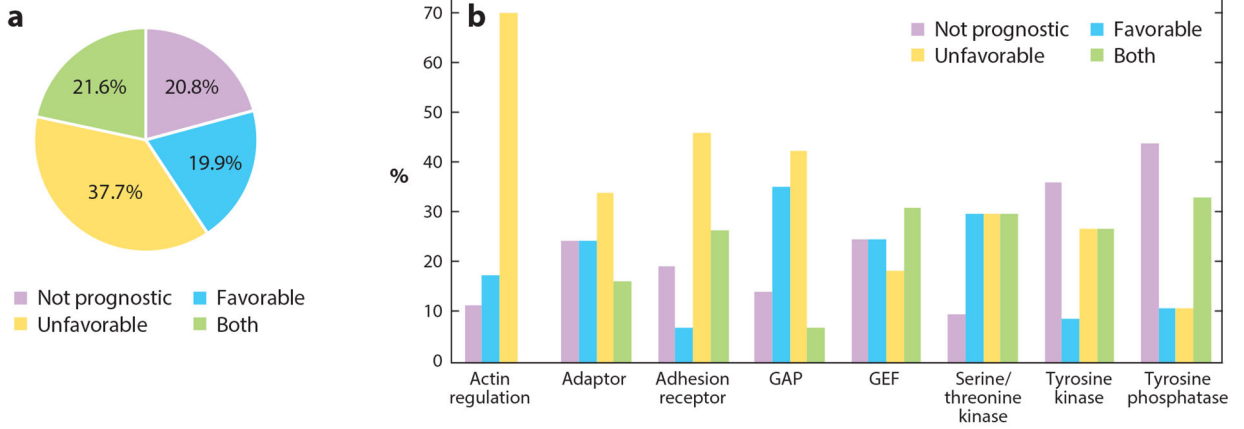 a
21.6%
20.8%
19.9%
37.7%
Not prognostic
Favorable
Unfavorable
Both
b
%
70
60
50
40
30
20
10
0
Not prognostic
Favorable
Unfavorable
Both
Actin
regulation
Adaptor
Adhesion
receptor
GAP
GEF
Serine/
threonine
kinase
Tyrosine
kinase
Tyrosine
phosphatase